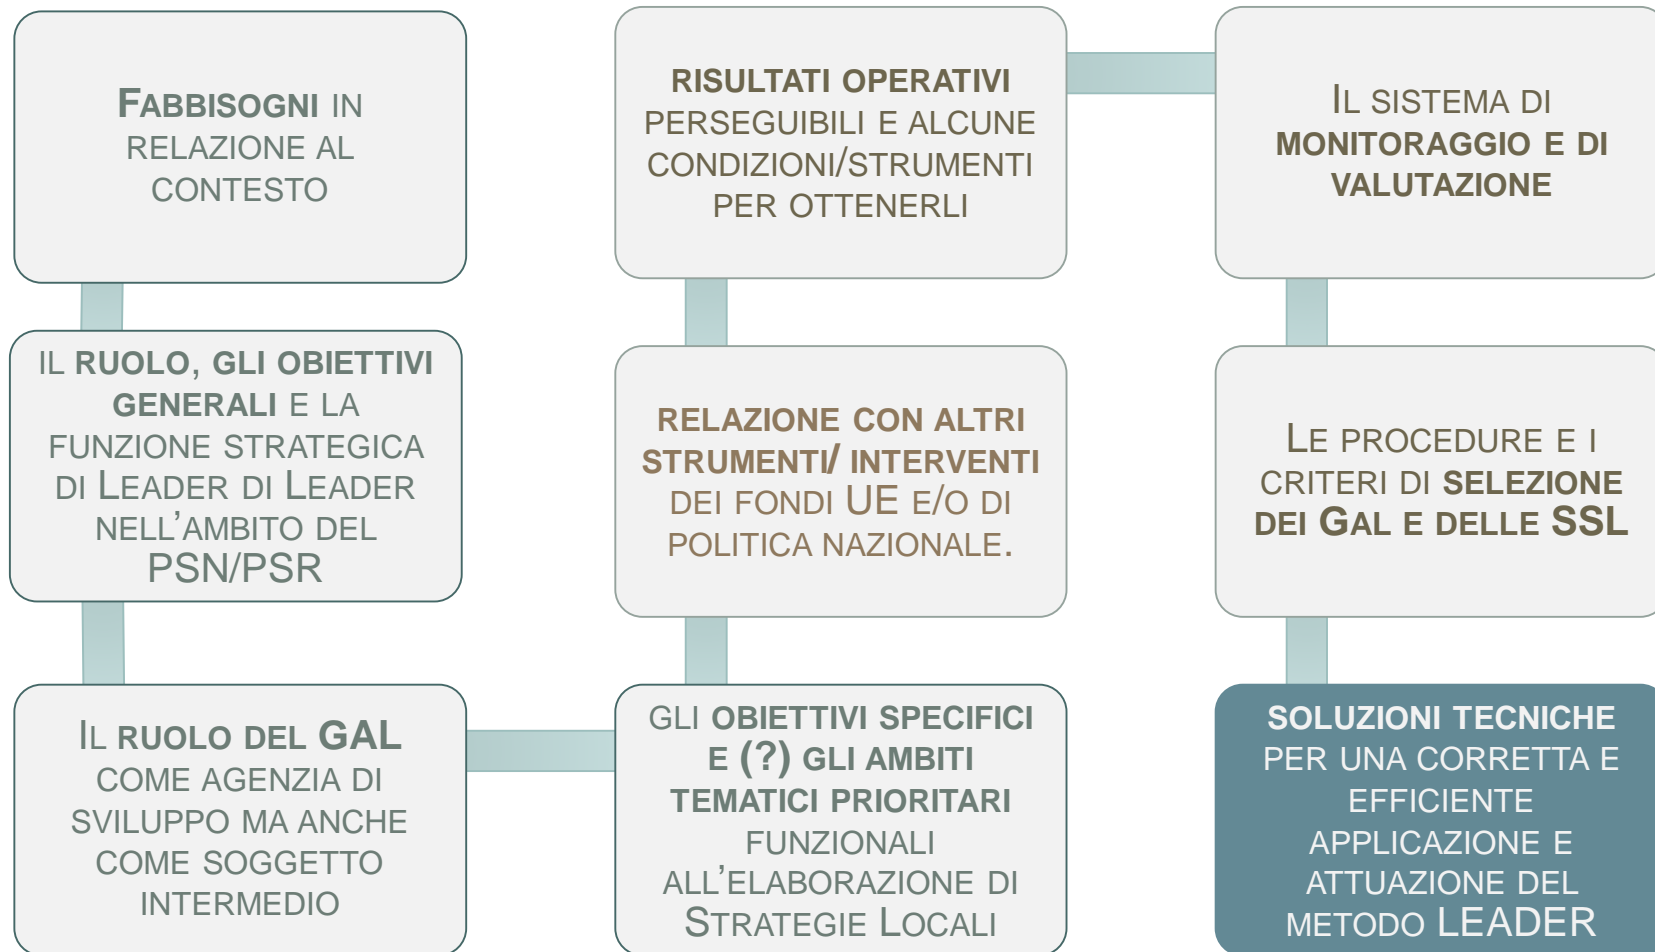 FABBISOGNI IN
RELAZIONE AL
CONTESTO
IL RUOLO, GLI OBIETTIVI
GENERALI E LA
FUNZIONE STRATEGICA
DI LEADER DI LEADER
NELL'AMBITO DEL
PSN/PSR
IL RUOLO DEL GAL
COME AGENZIA DI
SVILUPPO MA ANCHE
COME SOGGETTO
INTERMEDIO
GLI OBIETTIVI SPECIFICI
E (?) GLI AMBITI
TEMATICI PRIORITARI
FUNZIONALI
ALL'ELABORAZIONE DI
STRATEGIE LOCALI
RELAZIONE CON ALTRI
STRUMENTI/ INTERVENTI
DEI FONDI UE E/O DI
POLITICA NAZIONALE.
RISULTATI OPERATIVI
PERSEGUIBILI E ALCUNE
CONDIZIONI/STRUMENTI
PER OTTENERLI
IL SISTEMA DI
MONITORAGGIO E DI
VALUTAZIONE
LE PROCEDURE E I
CRITERI DI SELEZIONE
DEI GAL E DELLE SSL
SOLUZIONI TECNICHE
PER UNA CORRETTA E
EFFICIENTE
APPLICAZIONE E
ATTUAZIONE DEL
METODO LEADER